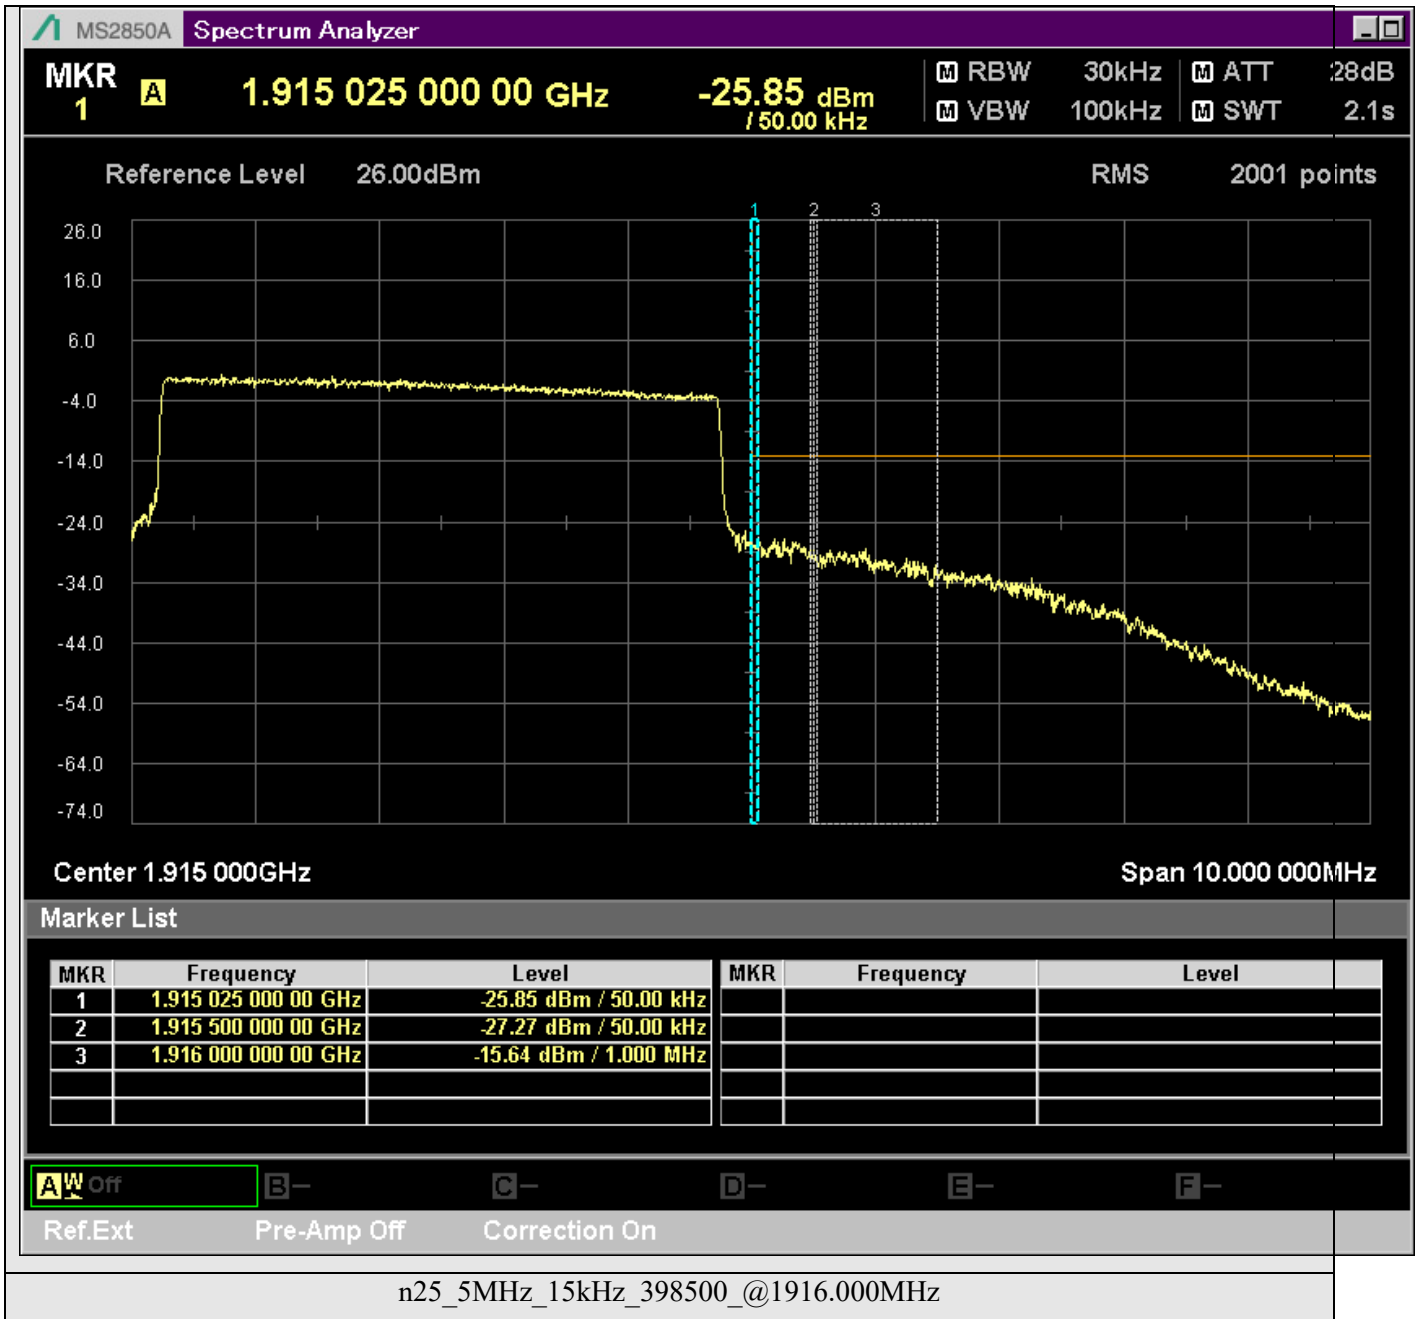 MS2850A Spectrum Analyzer
MKR 1 A 1.915 025 000 00 GHz -25.85 dBm / 50.00 kHz
M RBW 30kHz M ATT 28dB
M VBW 100kHz M SWT 2.1s
Reference Level 26.00dBm RMS 2001 points
1 2 3
26.0
16.0
6.0
-4.0
-14.0
-24.0
-34.0
-44.0
-54.0
-64.0
-74.0
Center 1.915 000GHz Span 10.000 000MHz
Marker List
MKR Frequency Level MKR Frequency Level
1 1.915 025 000 00 GHz -25.85 dBm / 50.00 kHz
2 1.915 500 000 00 GHz -27.27 dBm / 50.00 kHz
3 1.916 000 000 00 GHz -15.64 dBm / 1.000 MHz
A W Off B – C – D – E – F –
Ref.Ext Pre-Amp Off Correction On
n25_5MHz_15kHz_398500_@1916.000MHz